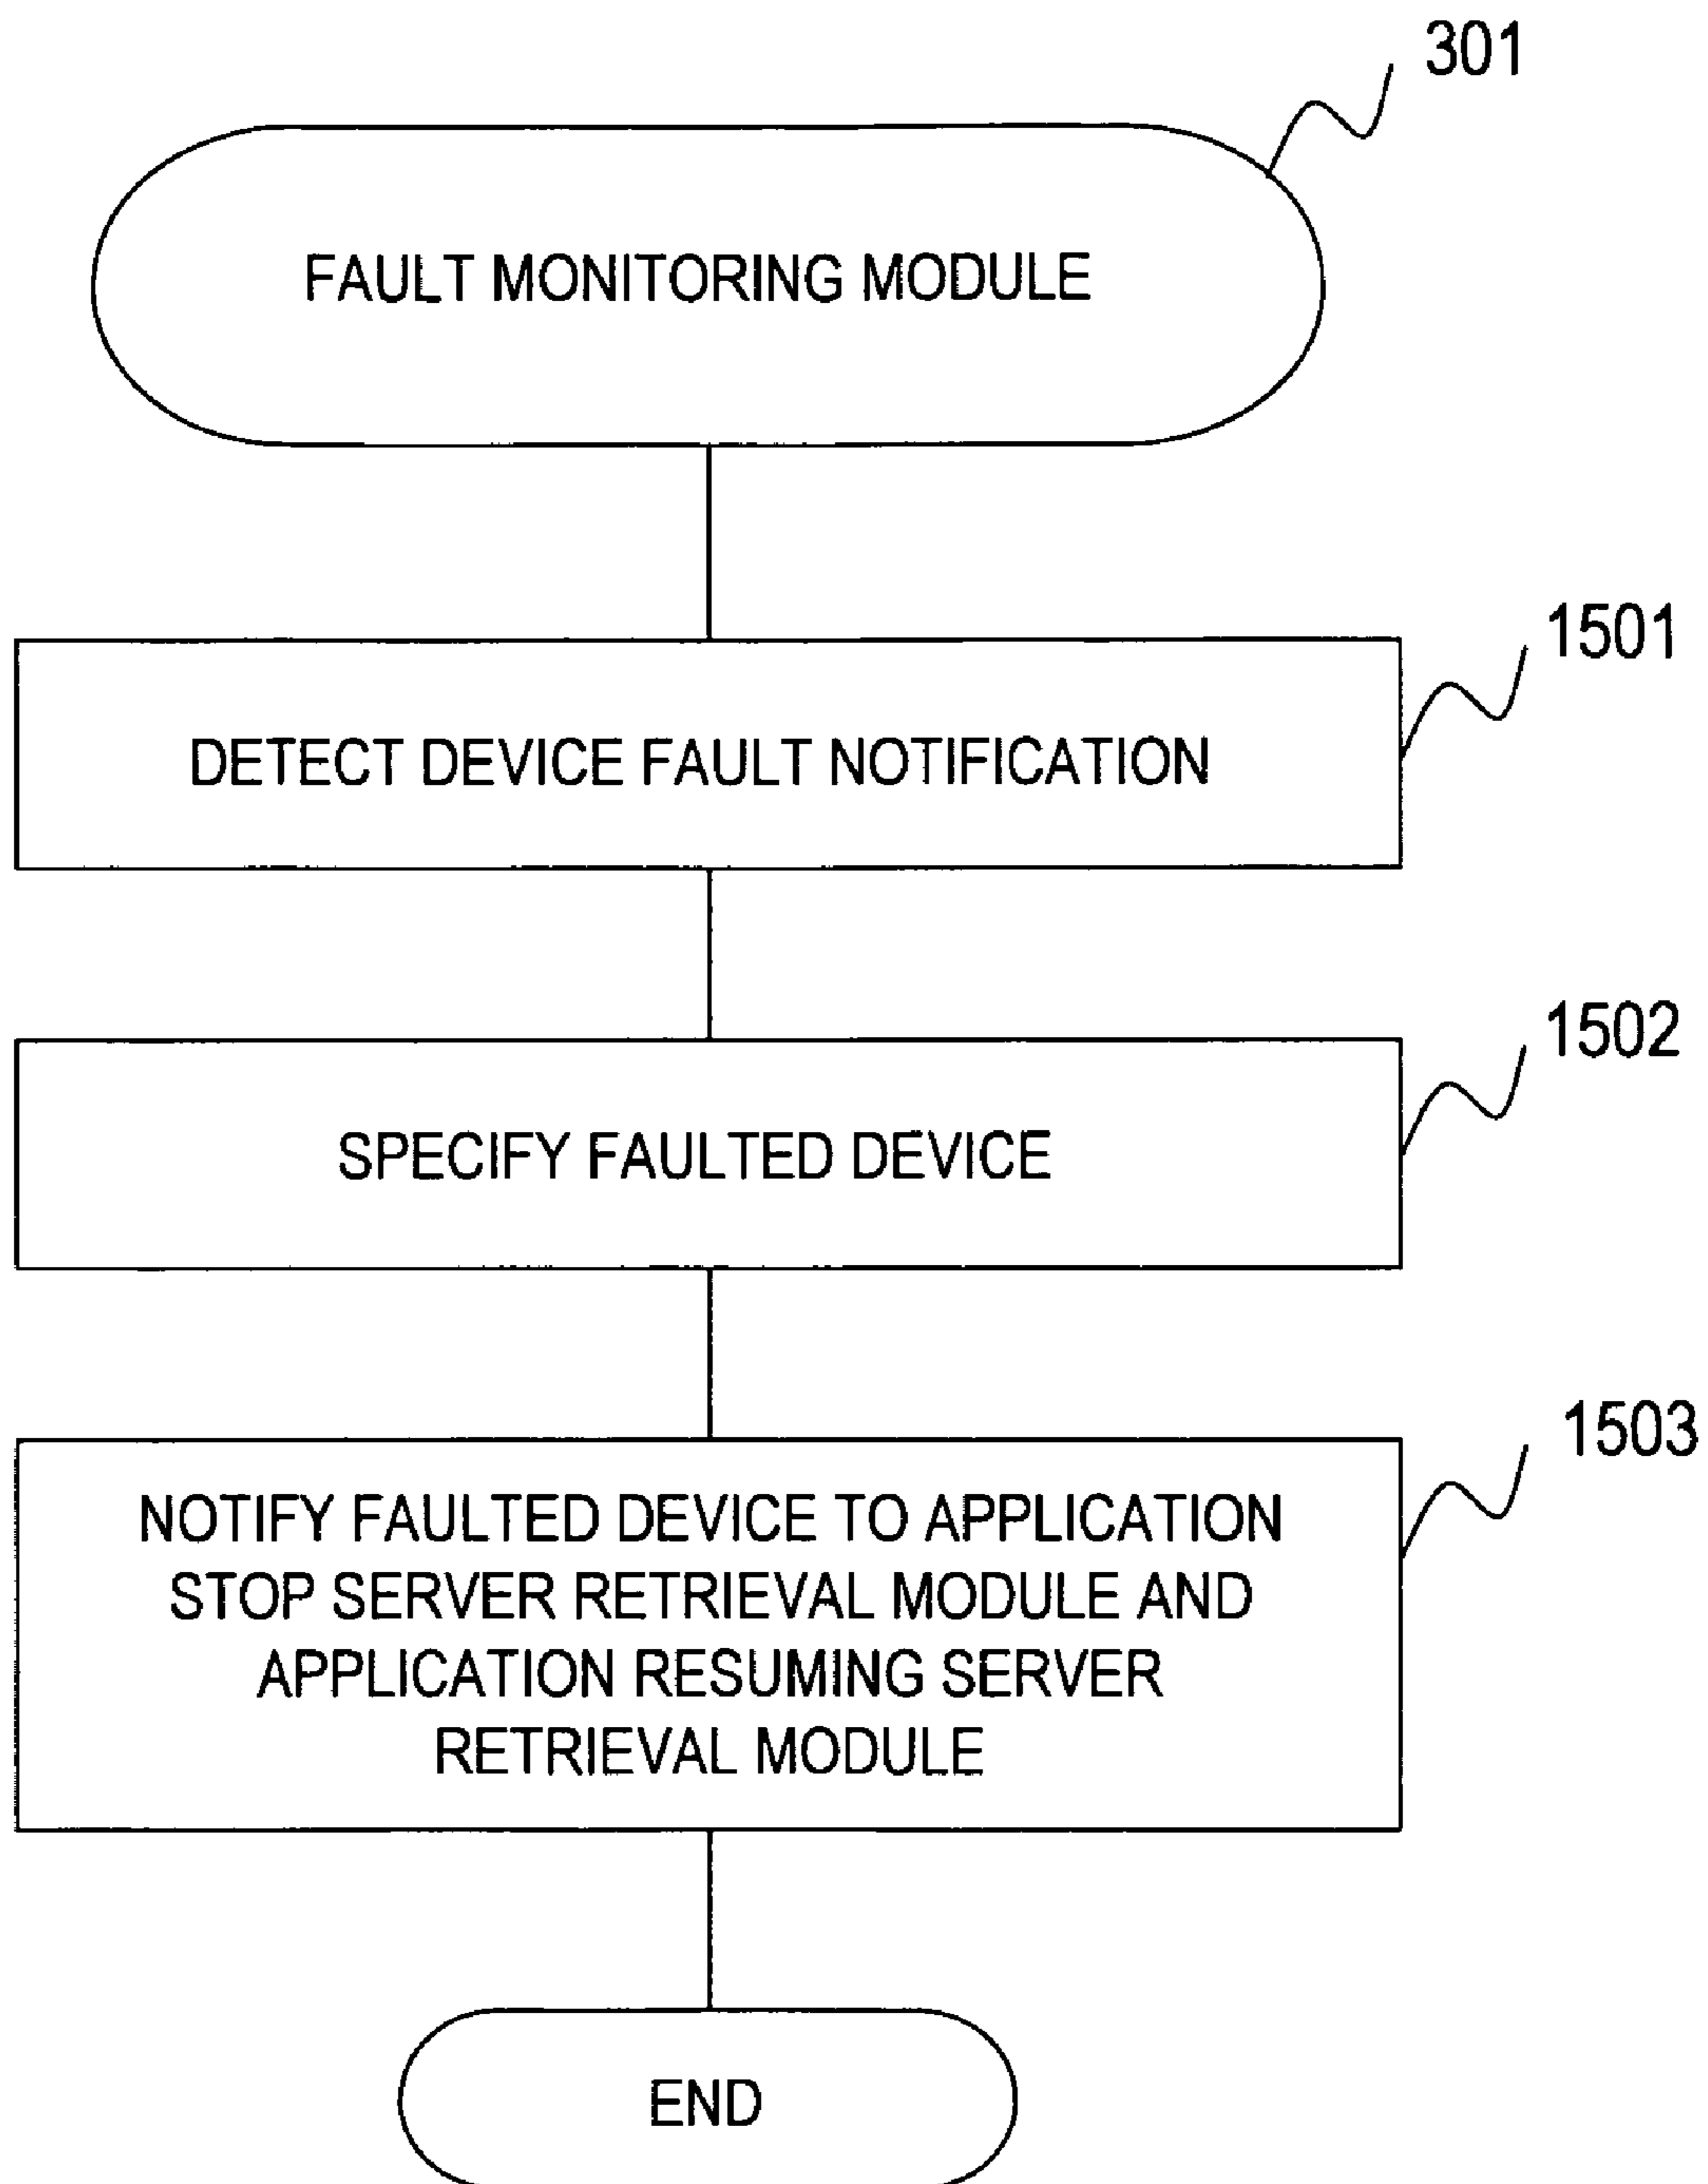 301
FAULT MONITORING MODULE
1501
DETECT DEVICE FAULT NOTIFICATION
1502
SPECIFY FAULTED DEVICE
1503
NOTIFY FAULTED DEVICE TO APPLICATION
STOP SERVER RETRIEVAL MODULE AND
APPLICATION RESUMING SERVER
RETRIEVAL MODULE
END